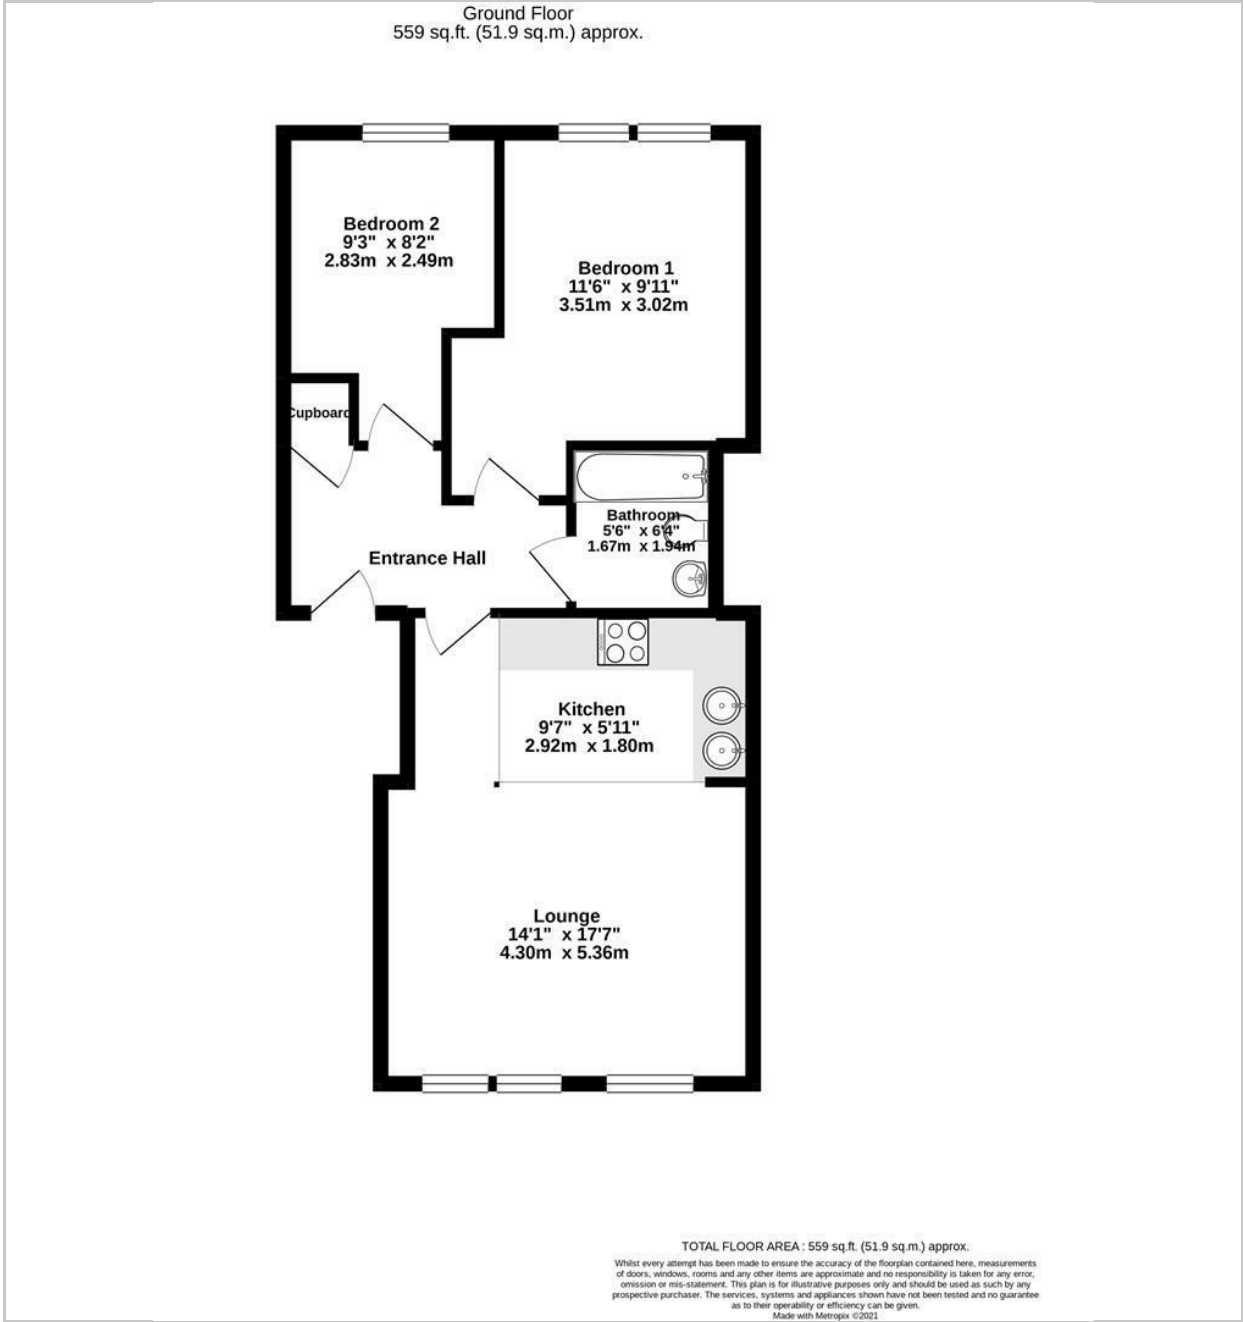 Ground Floor
559 sq.ft. (51.9 sq.m.) approx.
Bedroom 2
9'3" x 8'2"
2.83m x 2.49m
Bedroom 1
11'6" x 9'11"
3.51m x 3.02m
Cupboard
Bathroom
5'6" x 6'4"
1.67m x 1.94m
Entrance Hall
Kitchen
9'7" x 5'11"
2.92m x 1.80m
Lounge
14'1" x 17'7"
4.30m x 5.36m
TOTAL FLOOR AREA : 559 sq.ft. (51.9 sq.m.) approx.
Whilst every attempt has been made to ensure the accuracy of the floorplan contained here, measurements
of doors, windows, rooms and any other items are approximate and no responsibility is taken for any error,
omission or mis-statement. This plan is for illustrative purposes only and should be used as such by any
prospective purchaser. The services, systems and appliances shown have not been tested and no guarantee
as to their operability or efficiency can be given.
Made with Metropix ©2021